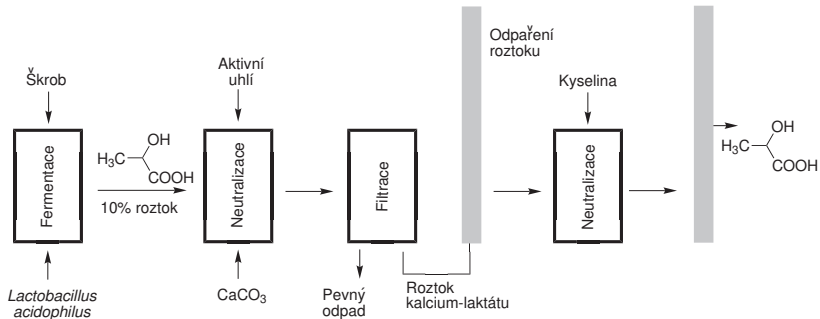 Škrob
Fermentace
Lactobacillus
acidophilus
OH
H₃C
COOH
10% roztok
Aktivní
uhlí
Neutralizace
CaCO₃
Filtrace
Pevný
odpad
Roztok
kalcium-laktátu
Odpaření
roztoku
Kyselina
Neutralizace
OH
H₃C
COOH